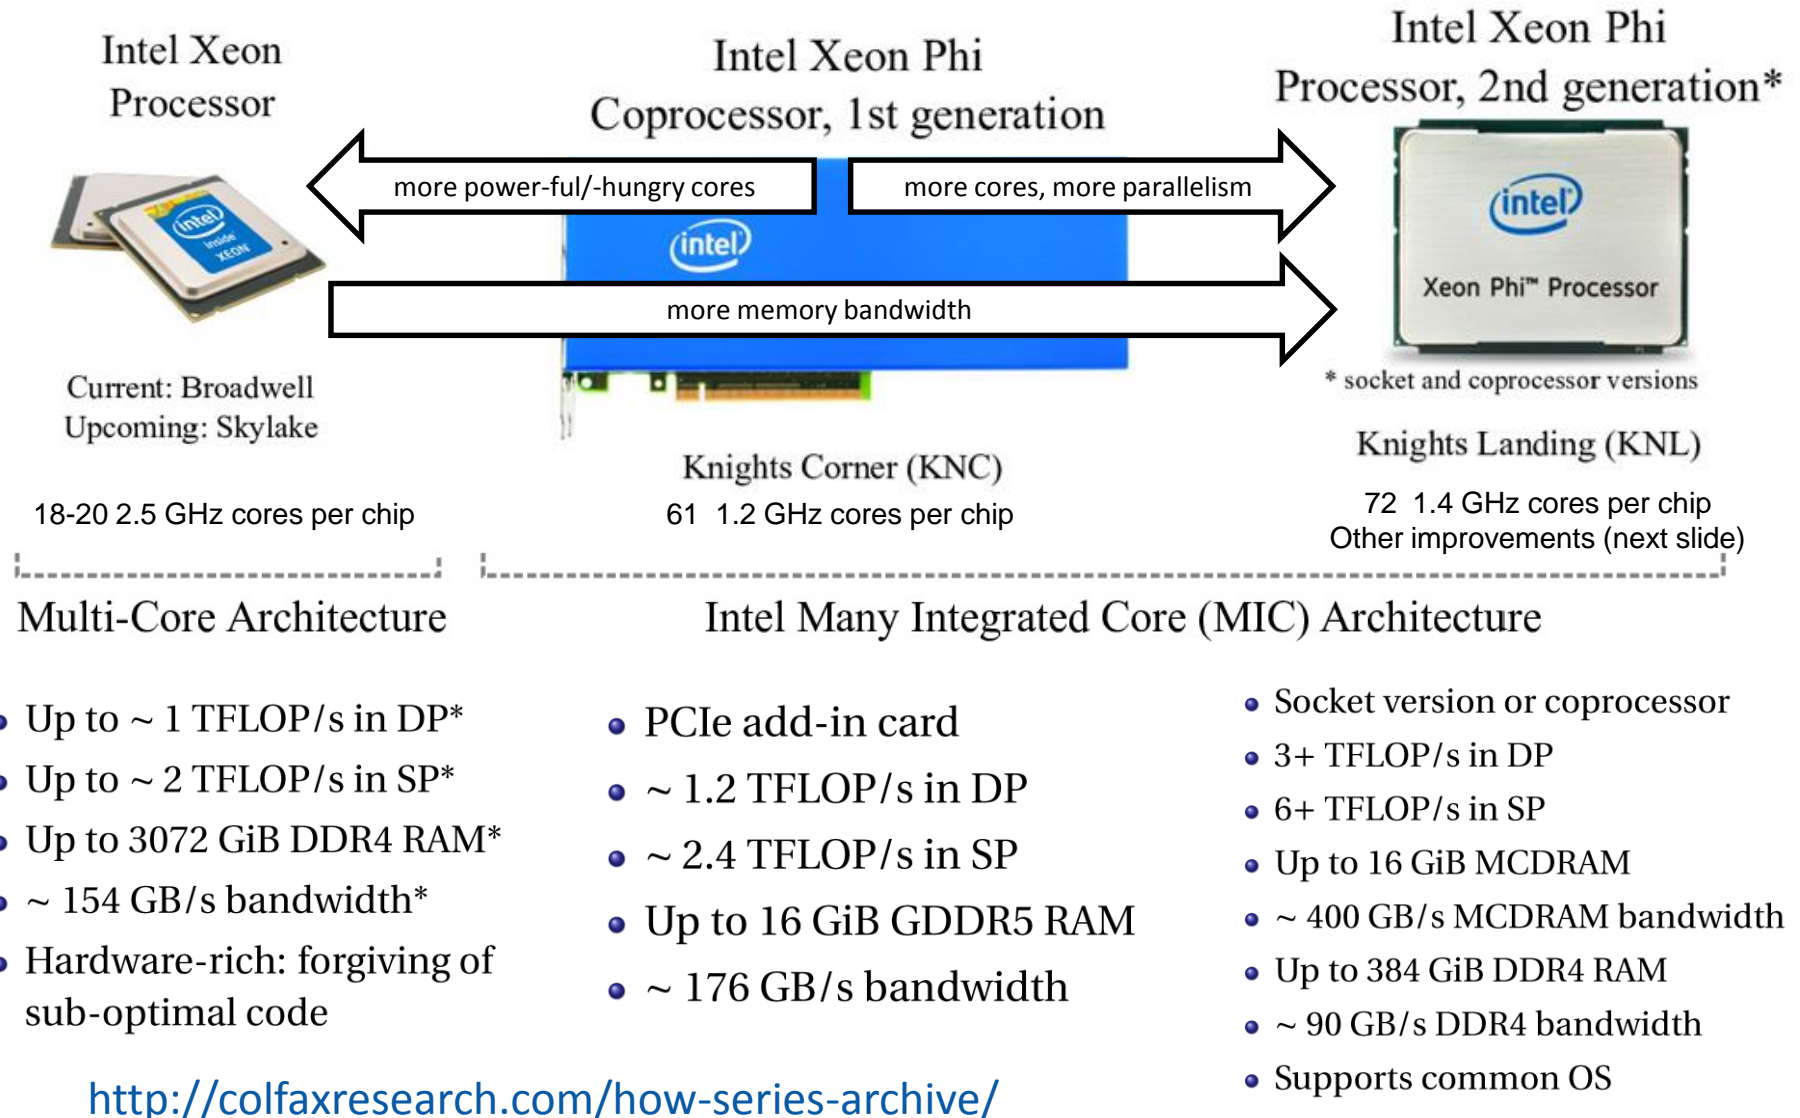 Intel Xeon
Processor
Intel Xeon Phi
Coprocessor, 1st generation
Intel Xeon Phi
Processor, 2nd generation*
more power-ful/-hungry cores
more cores, more parallelism
more memory bandwidth
intel
inside
XEON
intel
intel
Xeon Phi™ Processor
* socket and coprocessor versions
Current: Broadwell
Upcoming: Skylake
Knights Corner (KNC)
Knights Landing (KNL)
18-20 2.5 GHz cores per chip
61 1.2 GHz cores per chip
72 1.4 GHz cores per chip
Other improvements (next slide)
Multi-Core Architecture
Intel Many Integrated Core (MIC) Architecture
• Up to ~ 1 TFLOP/s in DP*
• Up to ~ 2 TFLOP/s in SP*
• Up to 3072 GiB DDR4 RAM*
• ~ 154 GB/s bandwidth*
• Hardware-rich: forgiving of
sub-optimal code
• PCIe add-in card
• ~ 1.2 TFLOP/s in DP
• ~ 2.4 TFLOP/s in SP
• Up to 16 GiB GDDR5 RAM
• ~ 176 GB/s bandwidth
• Socket version or coprocessor
• 3+ TFLOP/s in DP
• 6+ TFLOP/s in SP
• Up to 16 GiB MCDRAM
• ~ 400 GB/s MCDRAM bandwidth
• Up to 384 GiB DDR4 RAM
• ~ 90 GB/s DDR4 bandwidth
• Supports common OS
http://colfaxresearch.com/how-series-archive/